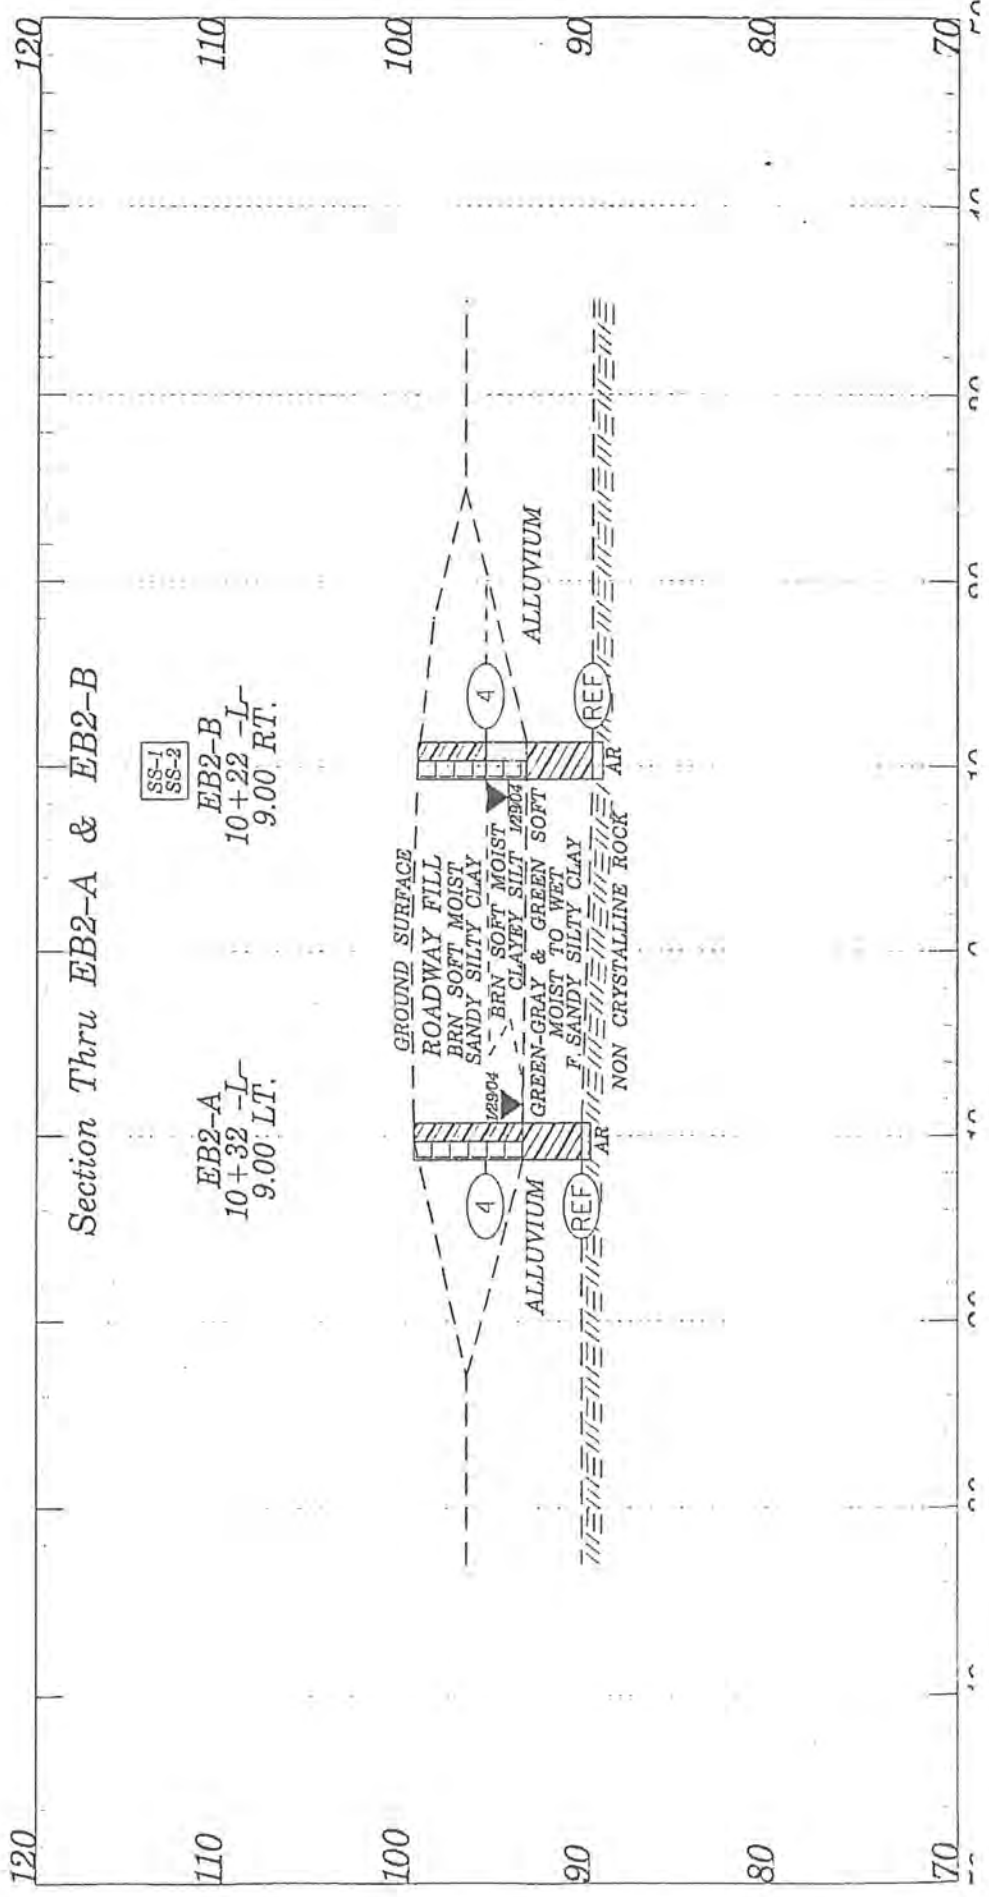 Section Thru EB2-A & EB2-B
SS-1
SS-2
EB2-A
10+32 -L-
9.00 LT.
EB2-B
10+22 -L-
9.00 RT.
120
120
110
110
100
100
90
90
80
80
70
70
GROUND SURFACE
ROADWAY FILL
BRN SOFT MOIST
SANDY SILTY CLAY
1/29/04
BRN SOFT MOIST
CLAYEY SILT
1/29/04
4
4
GREEN-GRAY & GREEN SOFT
MOIST TO WET
F. SANDY SILTY CLAY
ALLUVIUM
ALLUVIUM
REF
REF
AR
AR
NON CRYSTALLINE ROCK